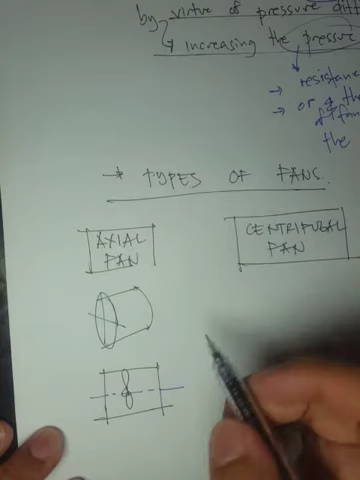 by virtue of pressure diff
increasing the pressure
→ resistance
→ or the
the
→ TYPES OF FANS.
AXIAL
FAN
CENTRIFUGAL
FAN